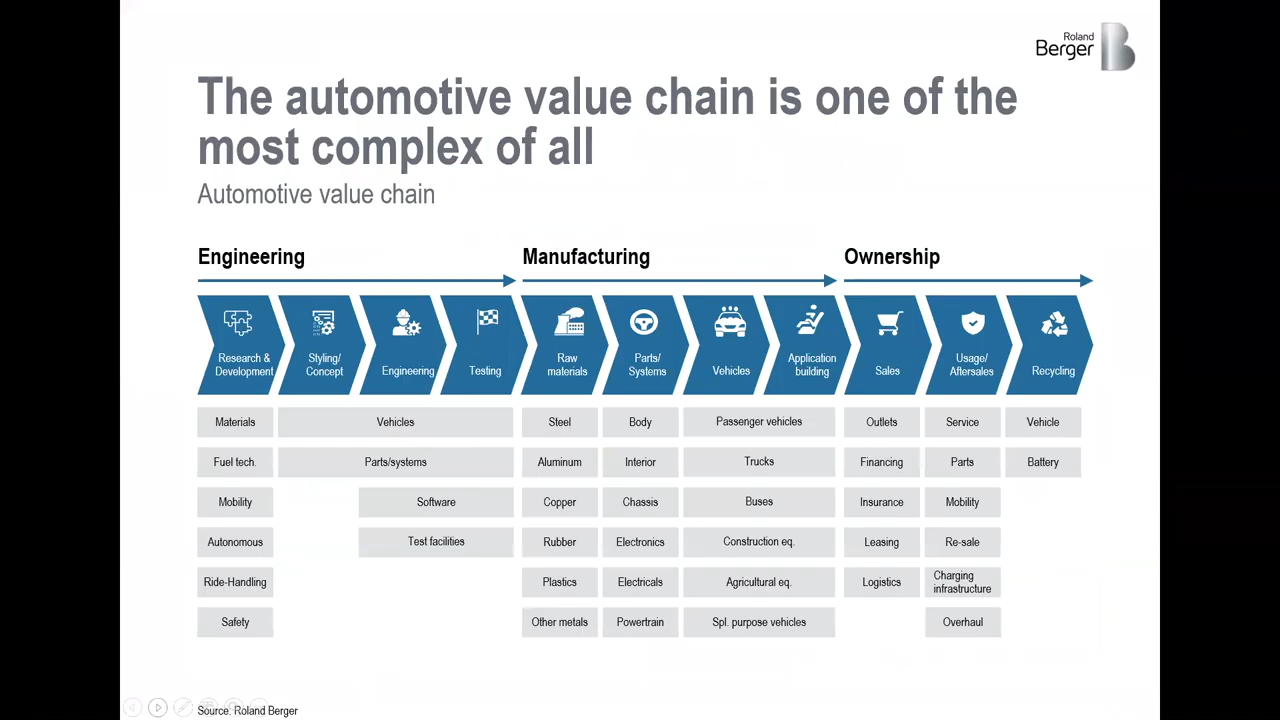 Roland
Berger
The automotive value chain is one of the
most complex of all
Automotive value chain
Engineering
Manufacturing
Ownership
Research &
Development
Styling/
Concept
Engineering
Testing
Raw
materials
Parts/
Systems
Vehicles
Application
building
Sales
Usage/
Aftersales
Recycling
Materials
Vehicles
Steel
Body
Passenger vehicles
Outlets
Service
Vehicle
Fuel tech.
Parts/systems
Aluminum
Interior
Trucks
Financing
Parts
Battery
Mobility
Software
Copper
Chassis
Buses
Insurance
Mobility
Autonomous
Test facilities
Rubber
Electronics
Construction eq.
Leasing
Re-sale
Ride-Handling
Plastics
Electricals
Agricultural eq.
Logistics
Charging
infrastructure
Safety
Other metals
Powertrain
Spl. purpose vehicles
Overhaul
Source: Roland Berger